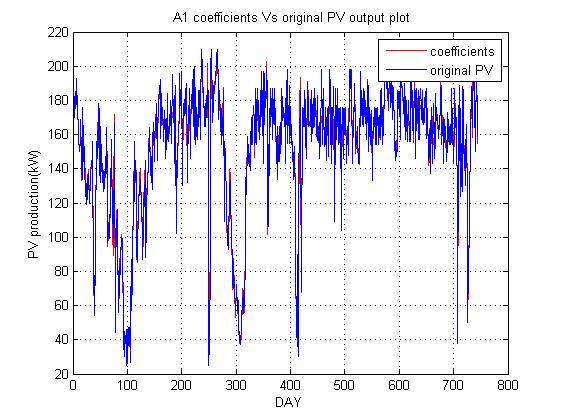 A1 coefficients Vs original PV output plot
coefficients
original PV
PV production(kW)
220
200
180
160
140
120
100
80
60
40
20
0 100 200 300 400 500 600 700 800
DAY